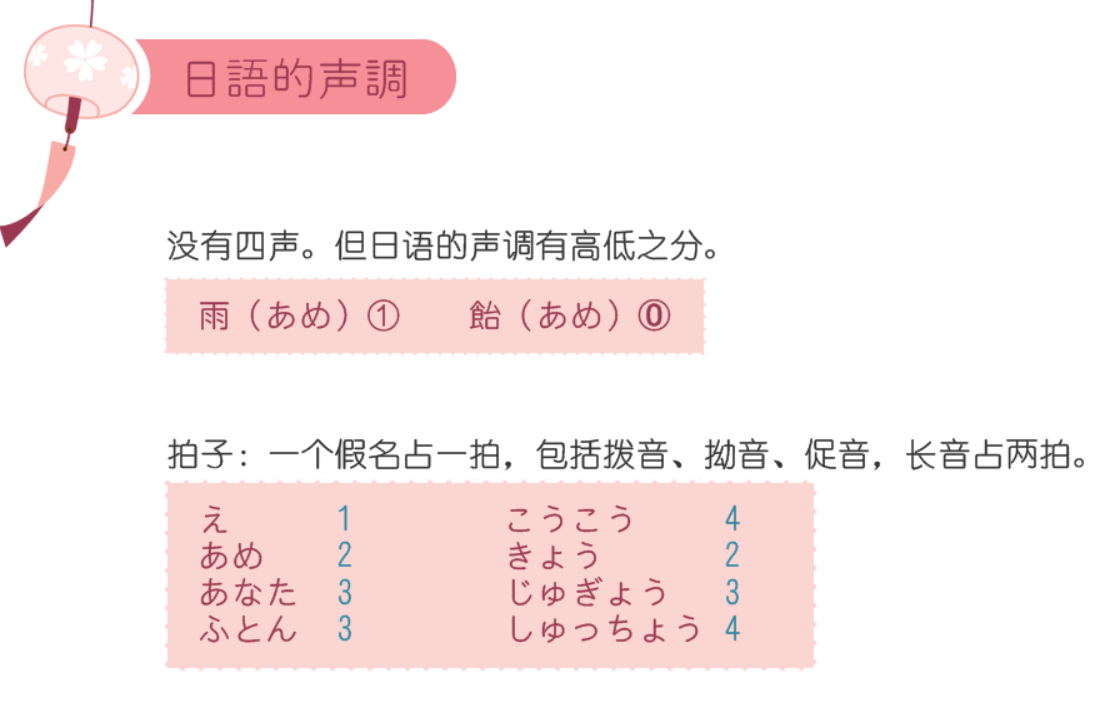 日語的声調
没有四声。但日语的声调有高低之分。
雨（あめ）① 飴（あめ）⓪
拍子：一个假名占一拍，包括拨音、拗音、促音，长音占两拍。
え 1 こうこう 4
あめ 2 きょう 2
あなた 3 じゅぎょう 3
ふとん 3 しゅっちょう 4